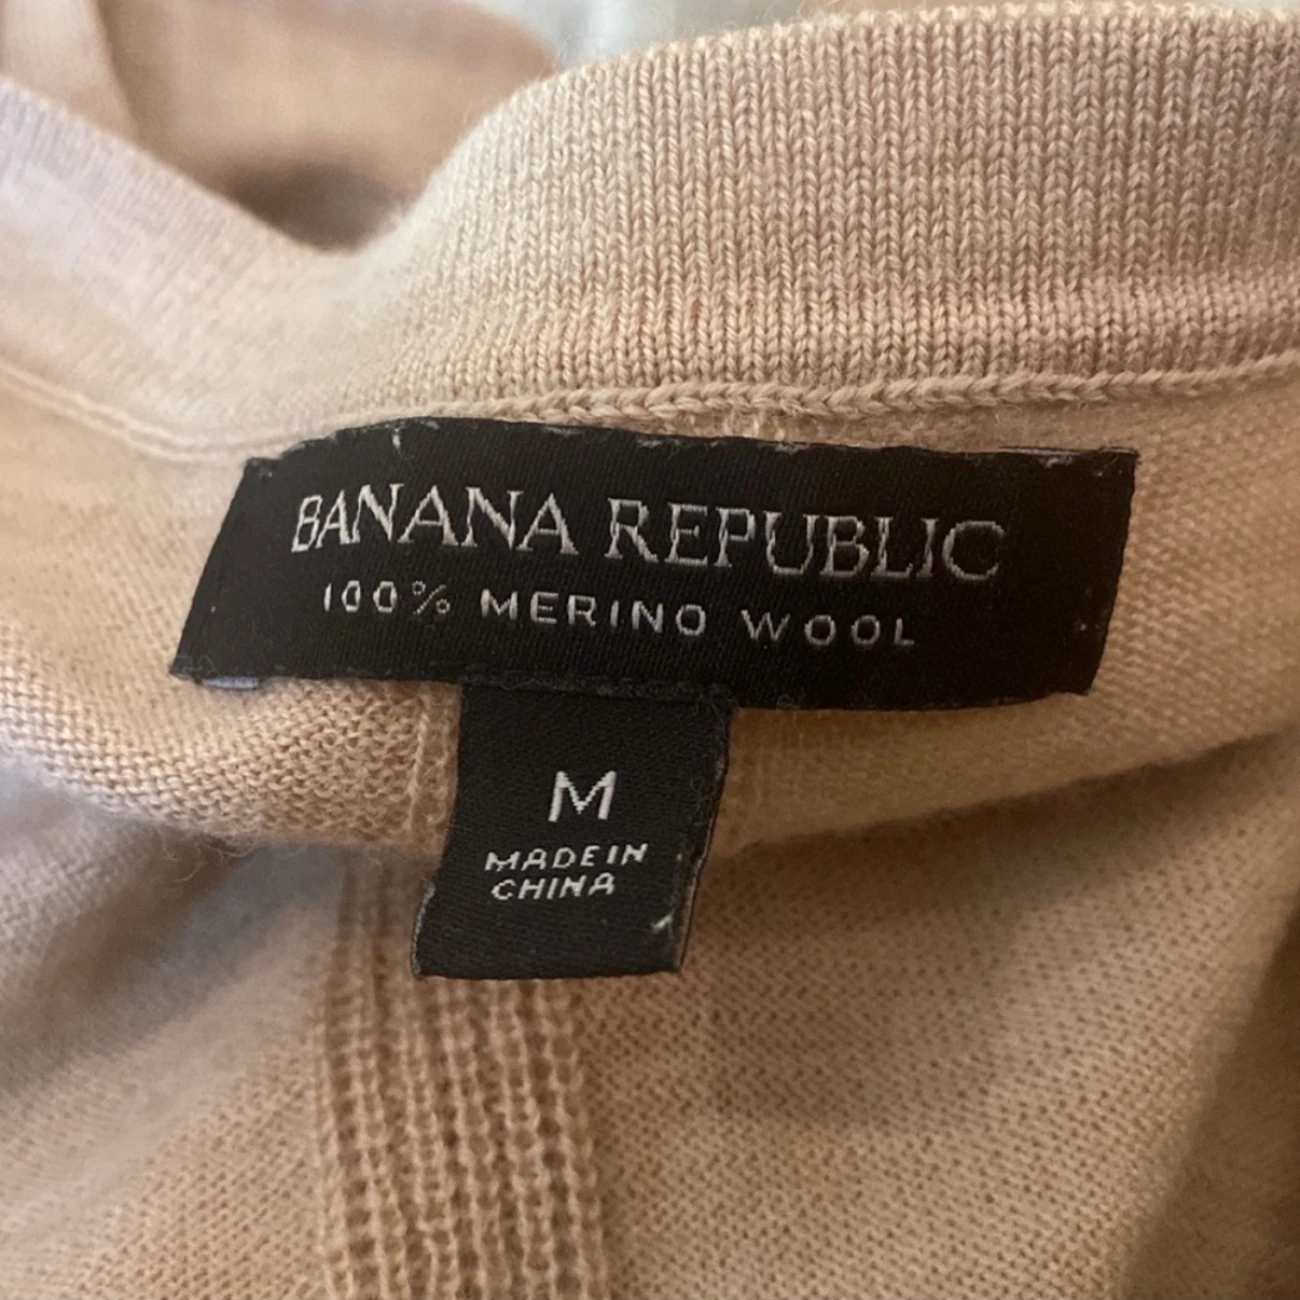 BANANA REPUBLIC
100% MERINO WOOL
M
MADE IN
CHINA